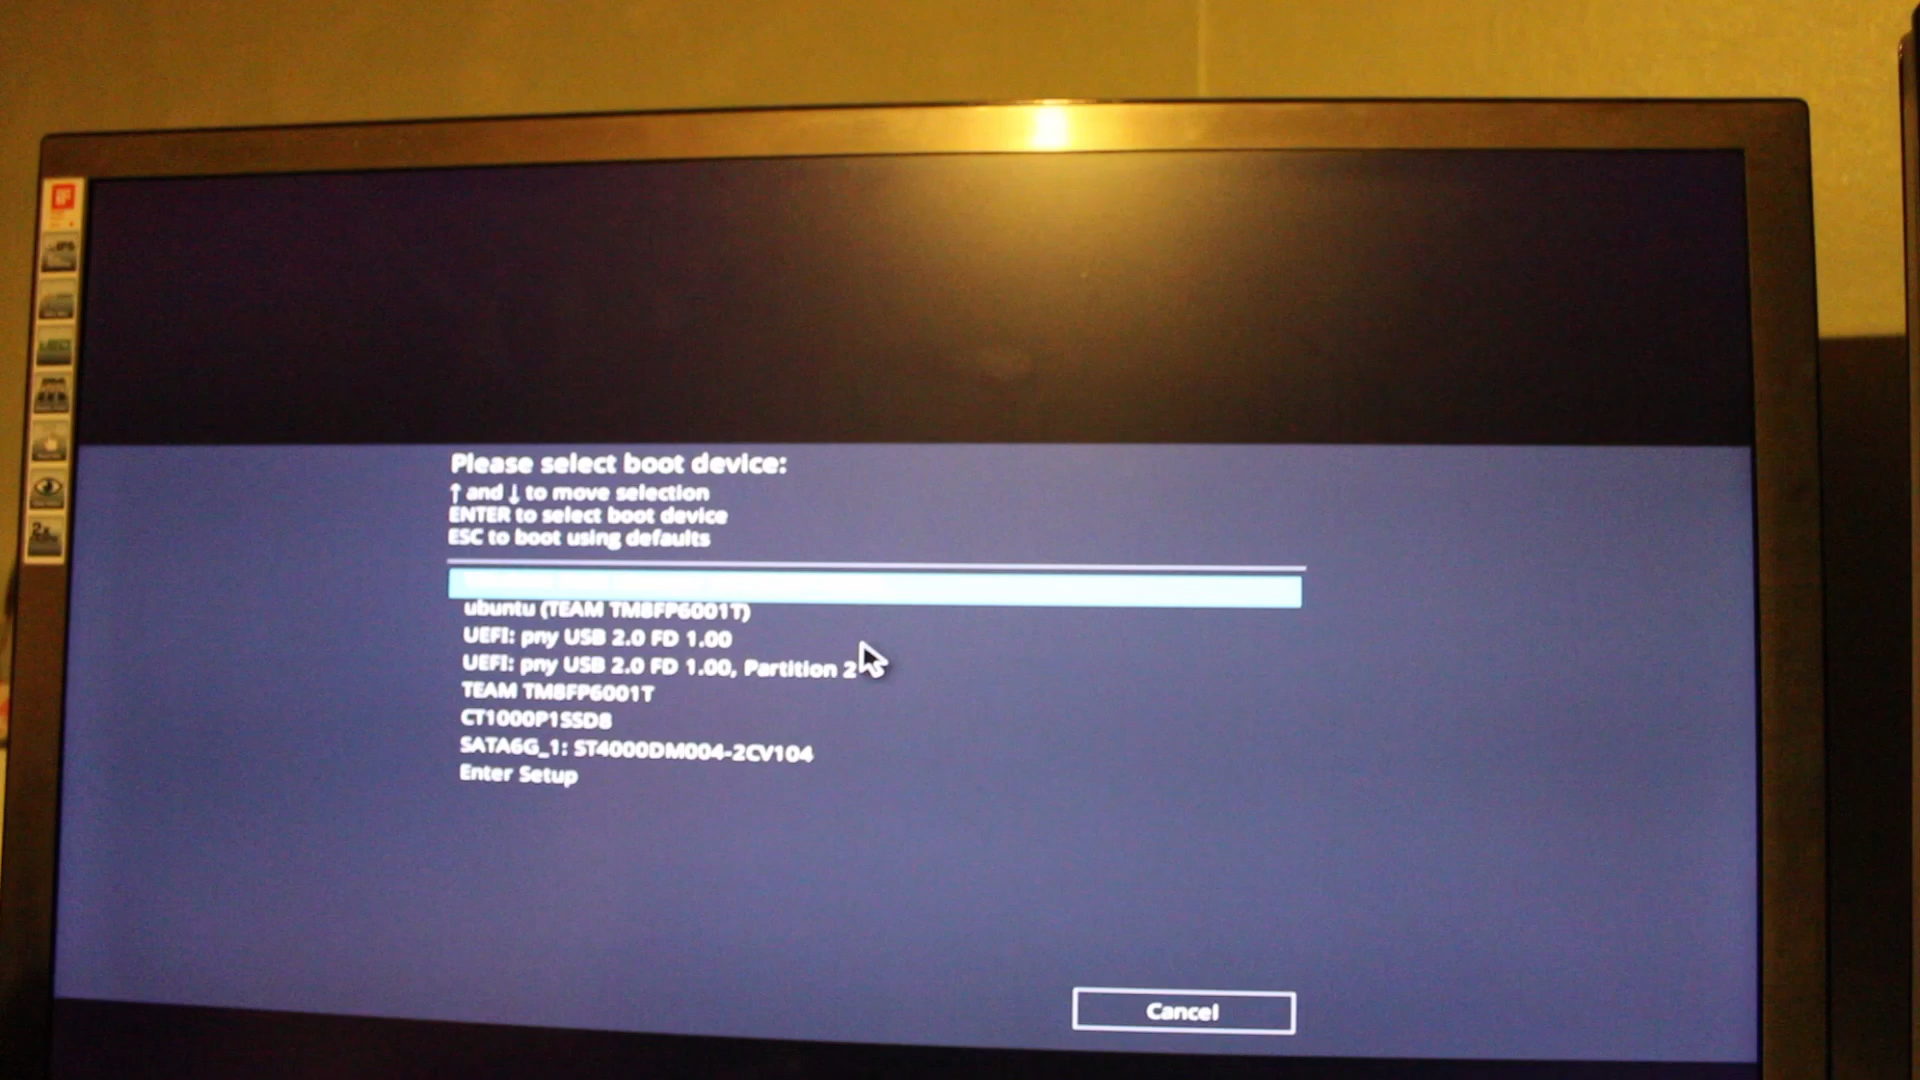 Please select boot device:
↑ and ↓ to move selection
ENTER to select boot device
ESC to boot using defaults
ubuntu (TEAM TM8FP6001T)
UEFI: pny USB 2.0 FD 1.00
UEFI: pny USB 2.0 FD 1.00, Partition 2
TEAM TM8FP6001T
CT1000P1SSD8
SATA6G_1: ST4000DM004-2CV104
Enter Setup
Cancel